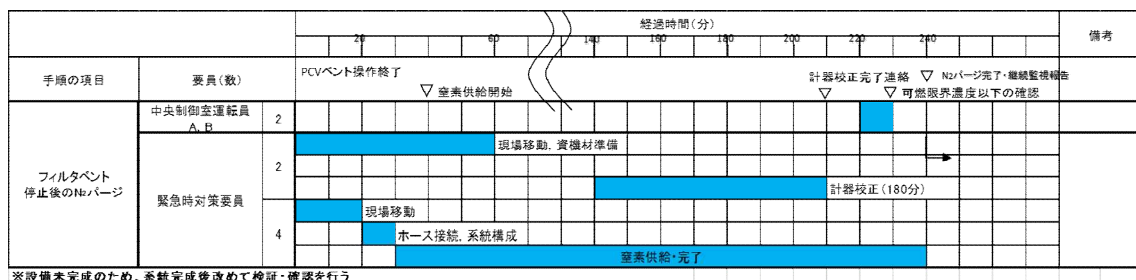 経過時間（分）
備考
20 60 140 160 180 200 220 240
手順の項目
要員（数）
PCVベント操作終了
窒素供給開始
計器校正完了連絡
N₂パージ完了・継続監視報告
可燃限界濃度以下の確認
フィルタベント
停止後のN₂パージ
中央制御室運転員
A，B
2
緊急時対策要員
2
現場移動，資機材準備
計器校正（180分）
4
現場移動
ホース接続，系統構成
窒素供給・完了
※設備未完成のため，系統完成後改めて検証・確認を行う